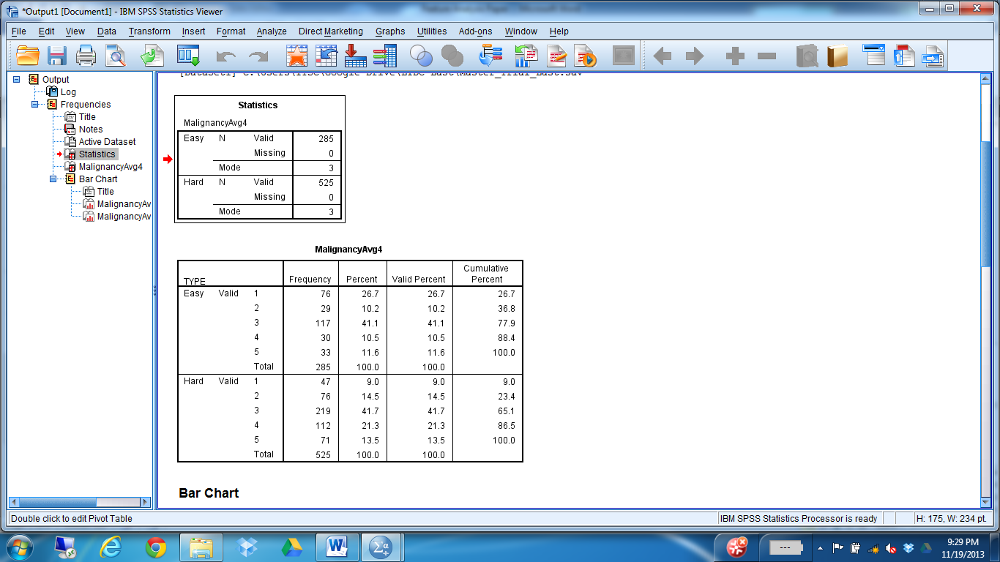 *Output1 [Document1] - IBM SPSS Statistics Viewer
File Edit View Data Transform Insert Format Analyze Direct Marketing Graphs Utilities Add-ons Window Help
Output
Log
Frequencies
Title
Notes
Active Dataset
Statistics
MalignancyAvg4
Bar Chart
Title
MalignancyAv
MalignancyAv
Statistics
MalignancyAvg4
Easy N Valid 285
Missing 0
Mode 3
Hard N Valid 525
Missing 0
Mode 3
MalignancyAvg4
TYPE Frequency Percent Valid Percent Cumulative Percent
Easy Valid 1 76 26.7 26.7 26.7
2 29 10.2 10.2 36.8
3 117 41.1 41.1 77.9
4 30 10.5 10.5 88.4
5 33 11.6 11.6 100.0
Total 285 100.0 100.0
Hard Valid 1 47 9.0 9.0 9.0
2 76 14.5 14.5 23.4
3 219 41.7 41.7 65.1
4 112 21.3 21.3 86.5
5 71 13.5 13.5 100.0
Total 525 100.0 100.0
Bar Chart
Double click to edit Pivot Table IBM SPSS Statistics Processor is ready H: 175, W: 234 pt.
9:29 PM
11/19/2013